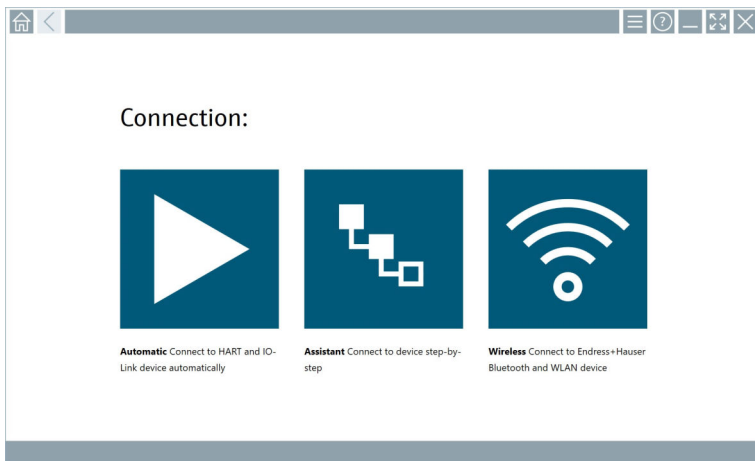 Connection:
Automatic Connect to HART and IO-
Link device automatically
Assistant Connect to device step-by-
step
Wireless Connect to Endress+Hauser
Bluetooth and WLAN device